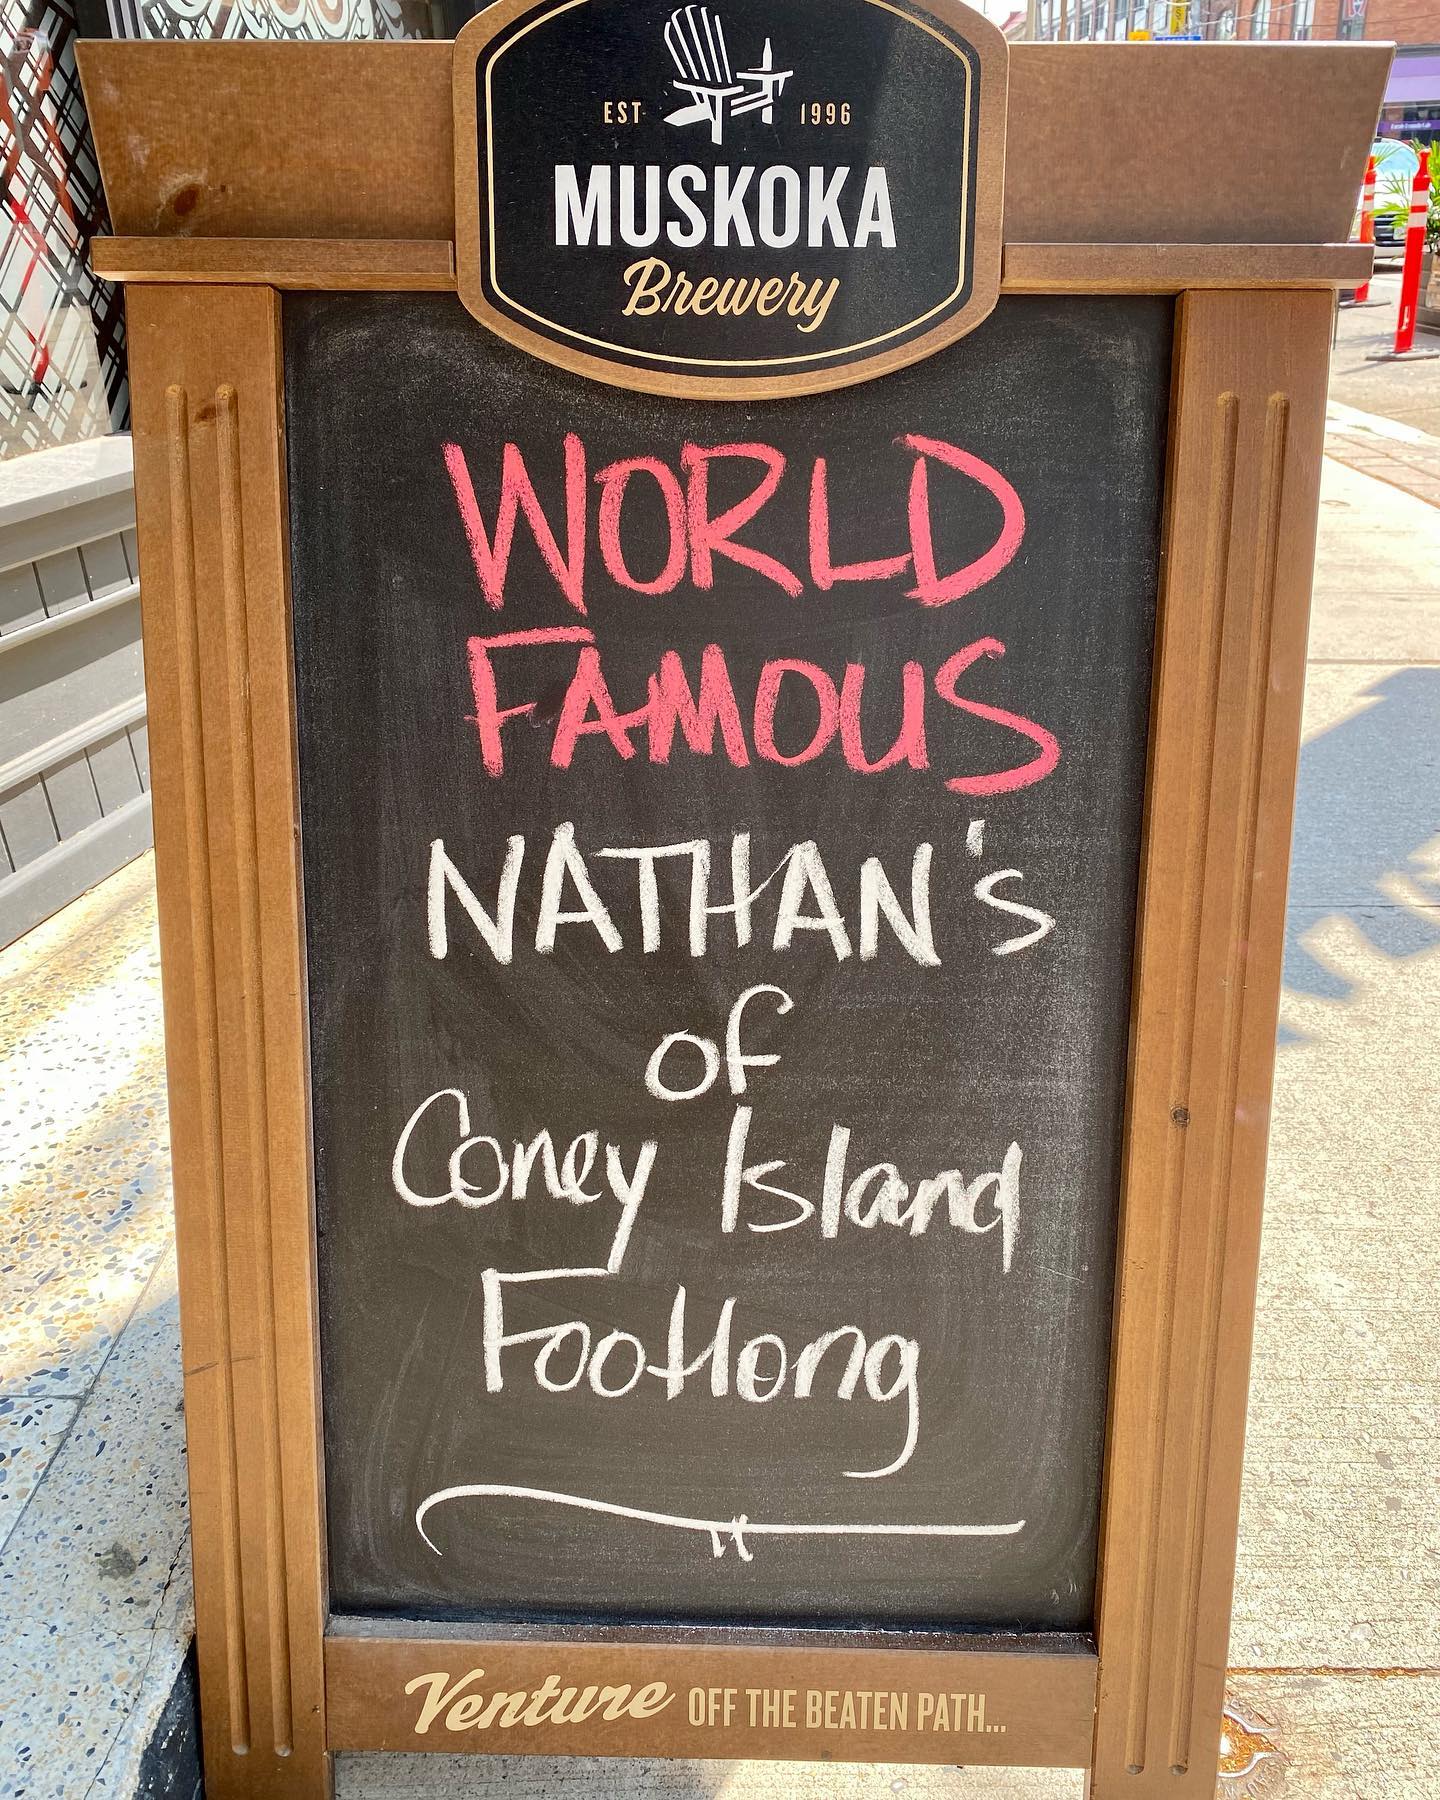 EST 1996
MUSKOKA
Brewery
WORLD
FAMOUS
NATHAN's
of
Coney Island
Footlong
Venture OFF THE BEATEN PATH...